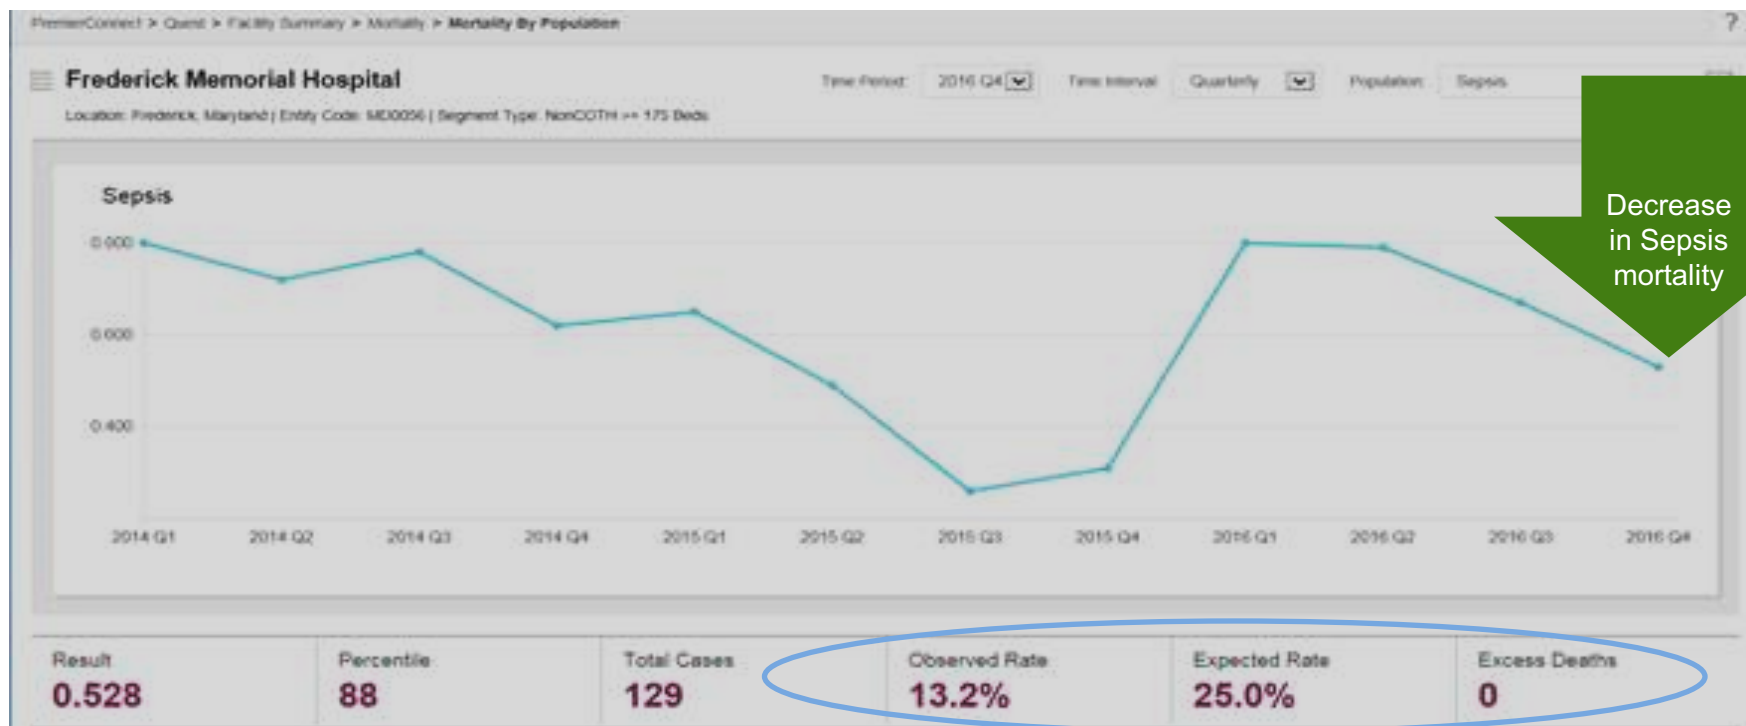 PremierConnect > Quest > Facility Summary > Mortality > Mortality By Population
?
Frederick Memorial Hospital
Time Period: 2016 Q4 Time Interval: Quarterly Population: Sepsis
Location: Frederick, Maryland | Entity Code: MD0056 | Segment Type: NonCOTH >= 175 Beds
Decrease
in Sepsis
mortality
Sepsis
0.600
0.400
2014 Q1 2014 Q2 2014 Q3 2014 Q4 2015 Q1 2015 Q2 2015 Q3 2015 Q4 2016 Q1 2016 Q2 2016 Q3 2016 Q4
Result Percentile Total Cases Observed Rate Expected Rate Excess Deaths
0.528 88 129 13.2% 25.0% 0